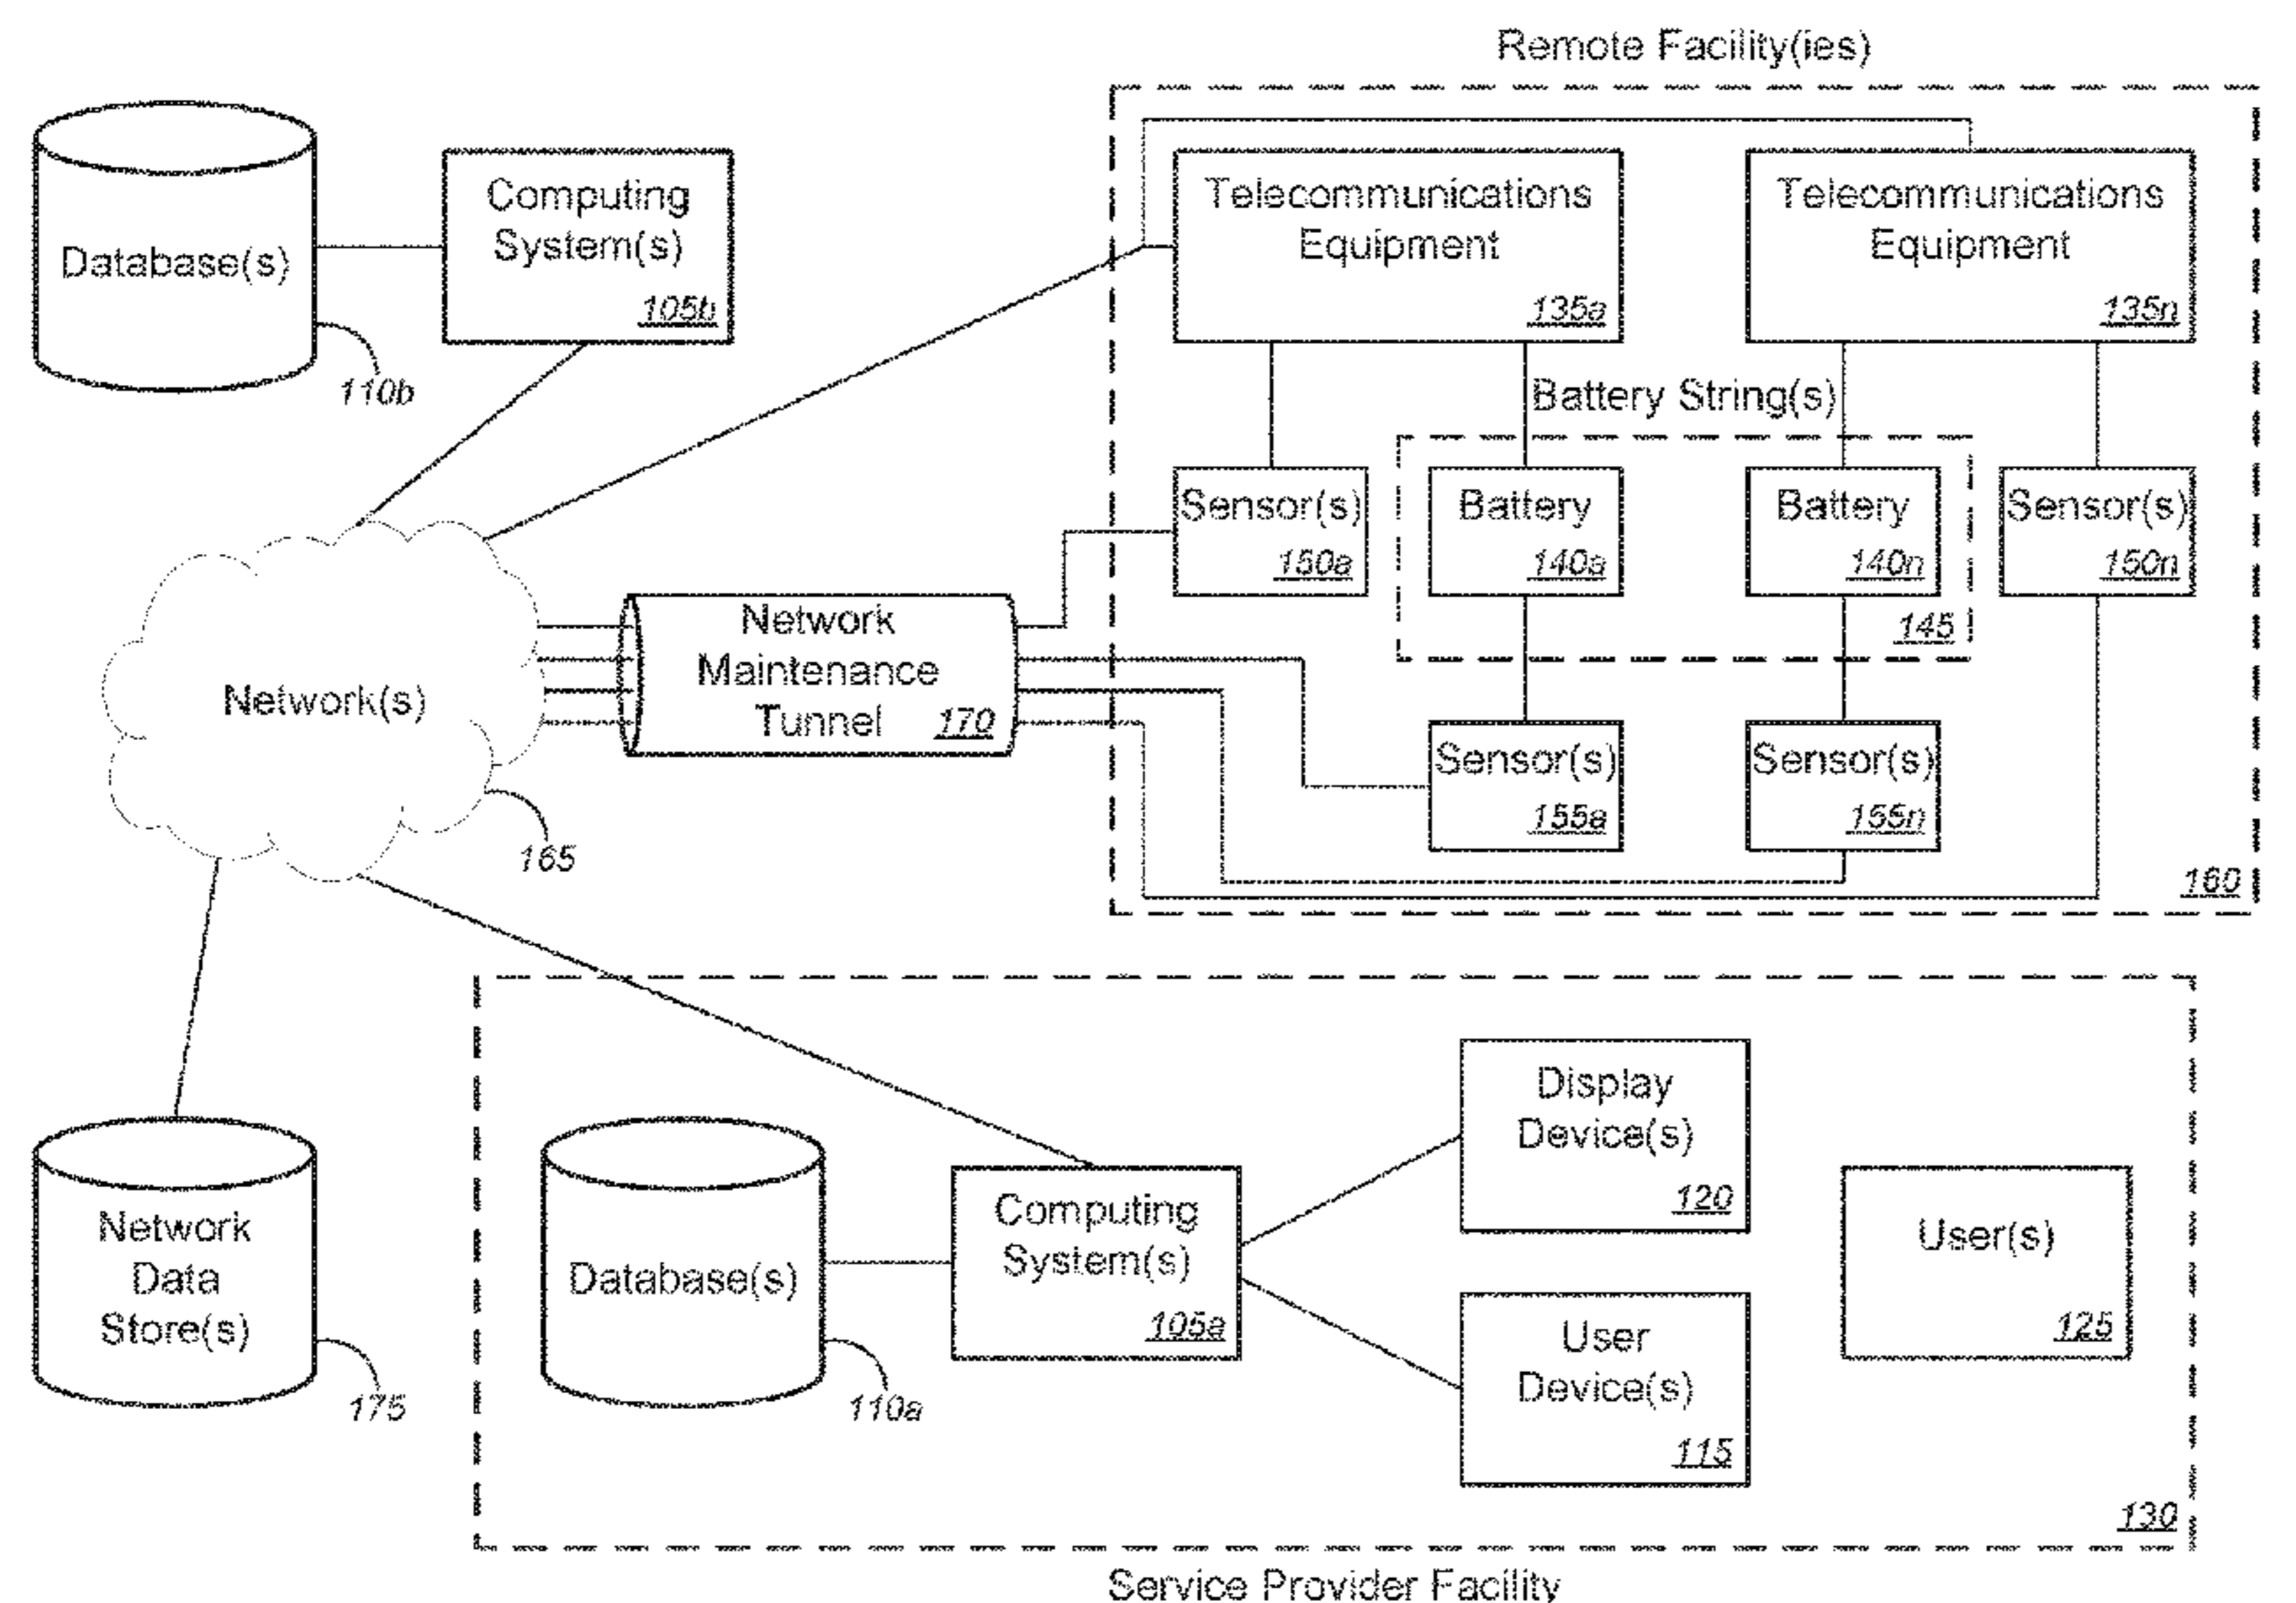 Remote Facility(ies)
Database(s)
110b
Computing
System(s)
105b
Telecommunications
Equipment
135a
Telecommunications
Equipment
135n
Battery String(s)
Sensor(s)
150a
Battery
140a
Battery
140n
145
Sensor(s)
150n
Network(s)
165
Network
Maintenance
Tunnel
170
Sensor(s)
155a
Sensor(s)
155n
160
Network
Data
Store(s)
175
Database(s)
110a
Computing
System(s)
105a
Display
Device(s)
120
User
Device(s)
115
User(s)
125
130
Service Provider Facility